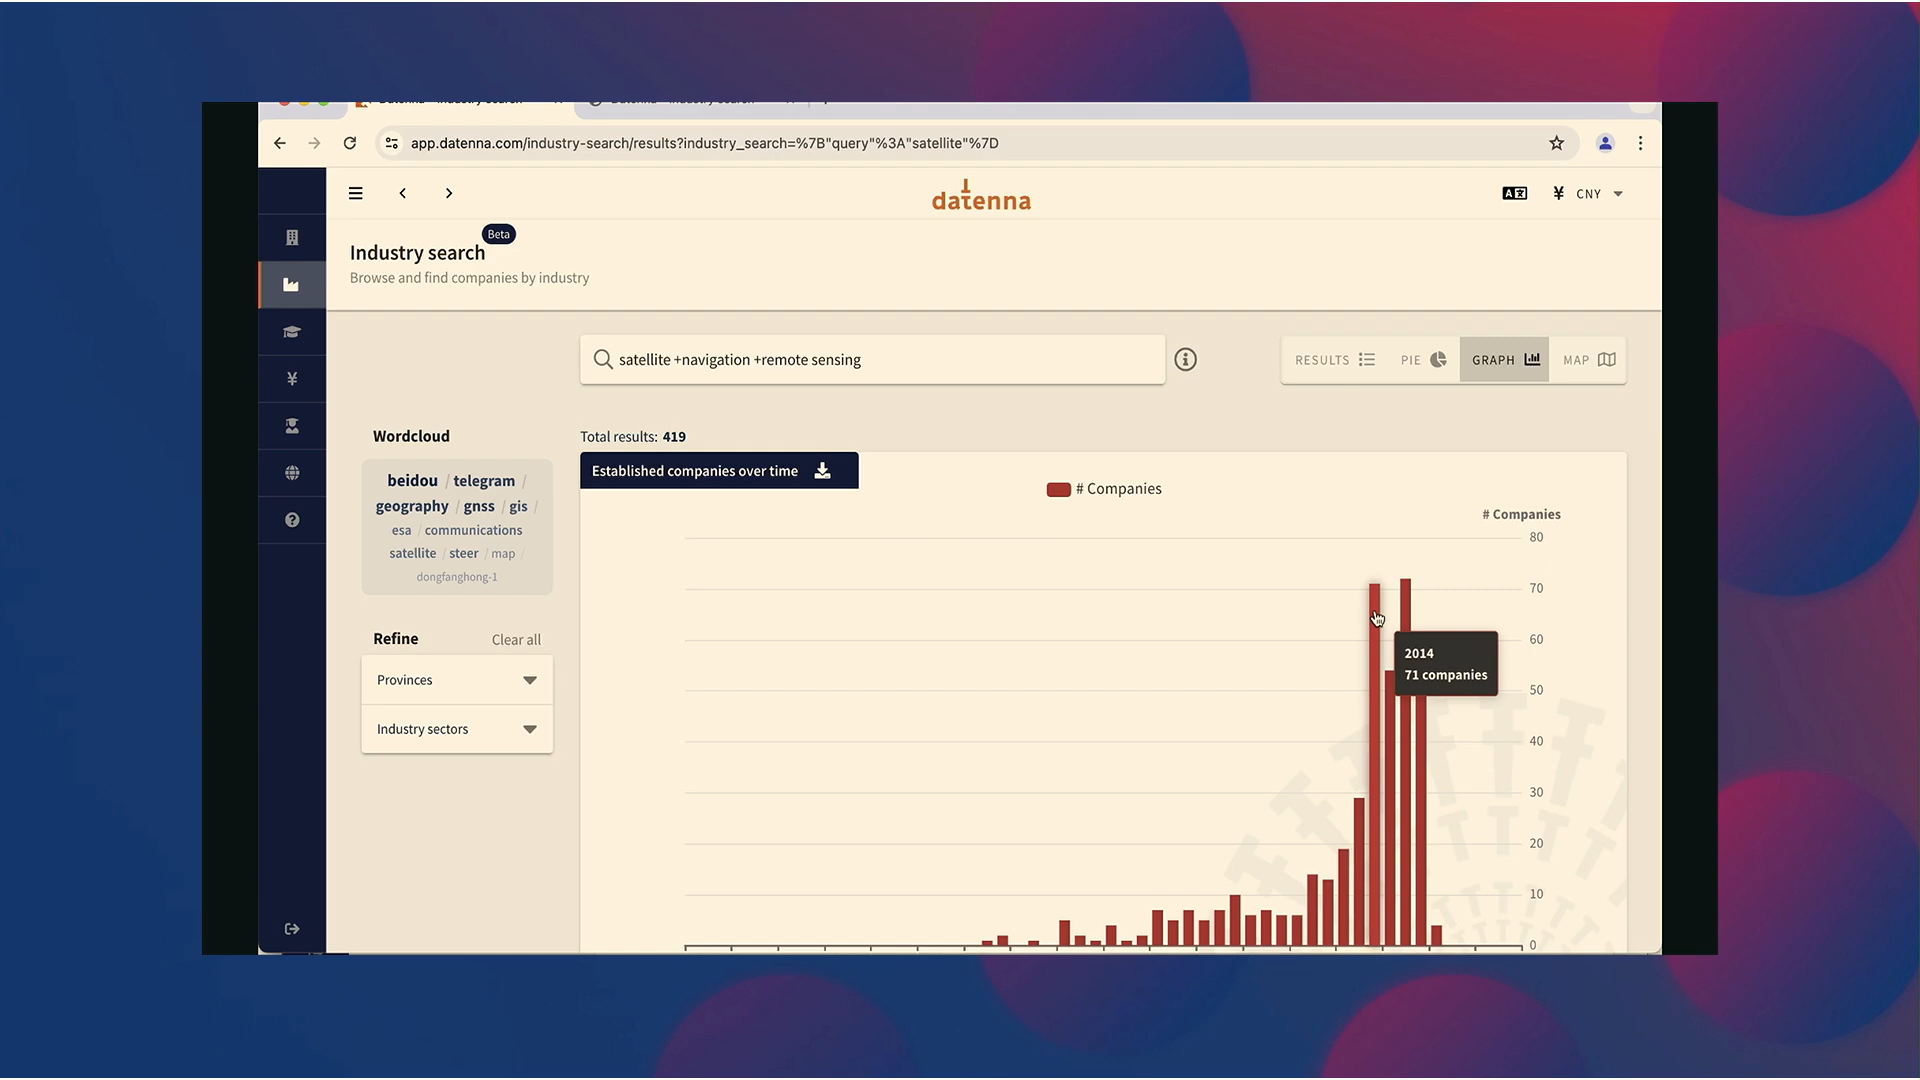 app.datenna.com/industry-search/results?industry_search=%7B"query"%3A"satellite"%7D
datenna
¥ CNY
Industry search
Beta
Browse and find companies by industry
satellite +navigation +remote sensing
RESULTS
PIE
GRAPH
MAP
Wordcloud
beidou / telegram /
geography / gnss / gis /
esa / communications
satellite / steer / map /
dongfanghong-1
Refine
Clear all
Provinces
Industry sectors
Total results: 419
Established companies over time
# Companies
# Companies
80
70
60
50
40
30
20
10
0
2014
71 companies